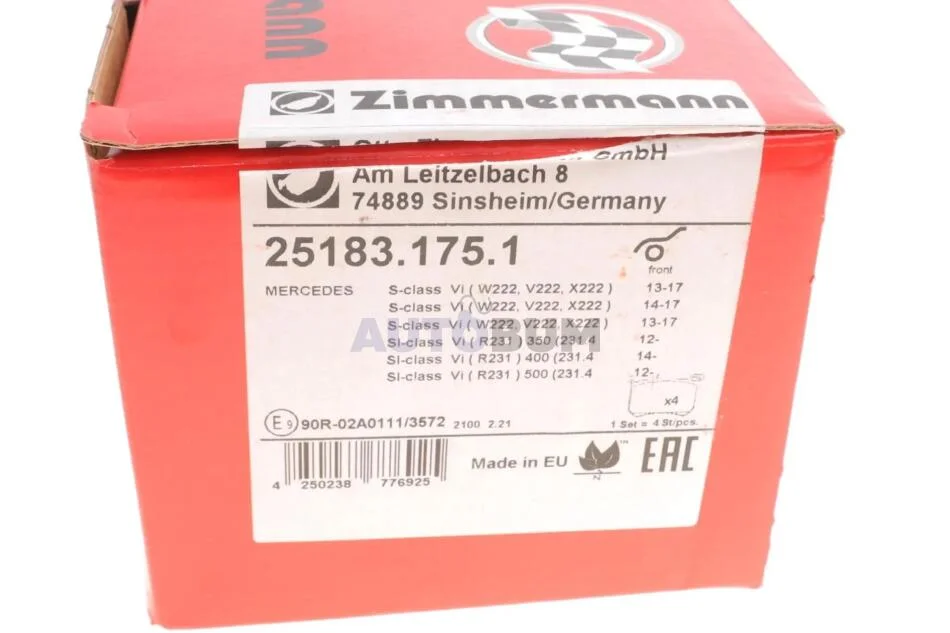 Zimmermann
GmbH
Am Leitzelbach 8
74889 Sinsheim/Germany
25183.175.1
front
MERCEDES S-class Vi ( W222, V222, X222 ) 13-17
S-class Vi ( W222, V222, X222 ) 14-17
S-class Vi ( W222, V222, X222 ) 13-17
Sl-class Vi ( R231 ) 350 (231.4 12-
Sl-class Vi ( R231 ) 400 (231.4 14-
Sl-class Vi ( R231 ) 500 (231.4 12-
AUTOBUM
x4
1 Set = 4 St/pcs.
E9 90R-02A0111/3572 2100 2.21
Made in EU ™ EAC
4 250238 776925